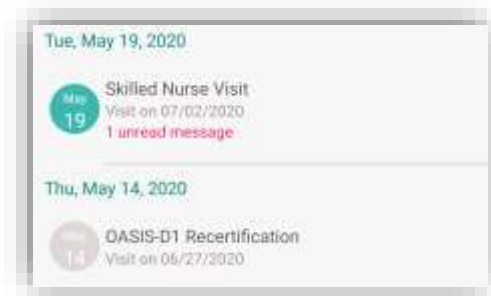 Tue, May 19, 2020
May
19
Skilled Nurse Visit
Visit on 07/02/2020
1 unread message
Thu, May 14, 2020
14
OASIS-D1 Recertification
Visit on 06/27/2020